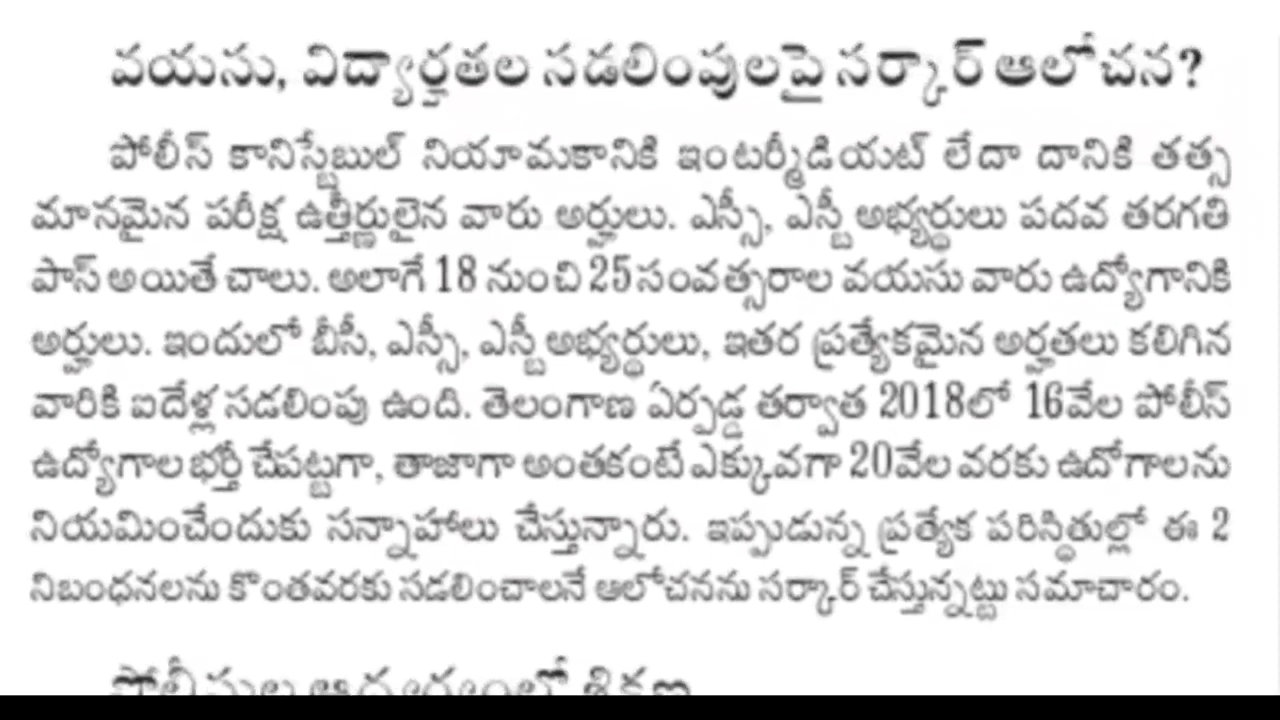 వయసు, విద్యార్హతల సడలింపులపై సర్కార్ ఆలోచన?
పోలీస్ కానిస్టేబుల్ నియామకానికి ఇంటర్మీడియట్ లేదా దానికి తత్స
మానమైన పరీక్ష ఉత్తీర్ణులైన వారు అర్హులు. ఎస్సీ, ఎస్టీ అభ్యర్థులు పదవ తరగతి
పాస్ అయితే చాలు. అలాగే 18 నుంచి 25 సంవత్సరాల వయసు వారు ఉద్యోగానికి
అర్హులు. ఇందులో బీసీ, ఎస్సీ, ఎస్టీ అభ్యర్థులు, ఇతర ప్రత్యేకమైన అర్హతలు కలిగిన
వారికి ఐదేళ్ల సడలింపు ఉంది. తెలంగాణ ఏర్పడ్డ తర్వాత 2018లో 16వేల పోలీస్
ఉద్యోగాల భర్తీ చేపట్టగా, తాజాగా అంతకంటే ఎక్కువగా 20వేల వరకు ఉదోగాలను
నియమించేందుకు సన్నాహాలు చేస్తున్నారు. ఇప్పుడున్న ప్రత్యేక పరిస్థితుల్లో ఈ 2
నిబంధనలను కొంతవరకు సడలించాలనే ఆలోచనను సర్కార్ చేస్తున్నట్టు సమాచారం.
పోలీసుల ఆధ్వర్యంలో శిక్షణ